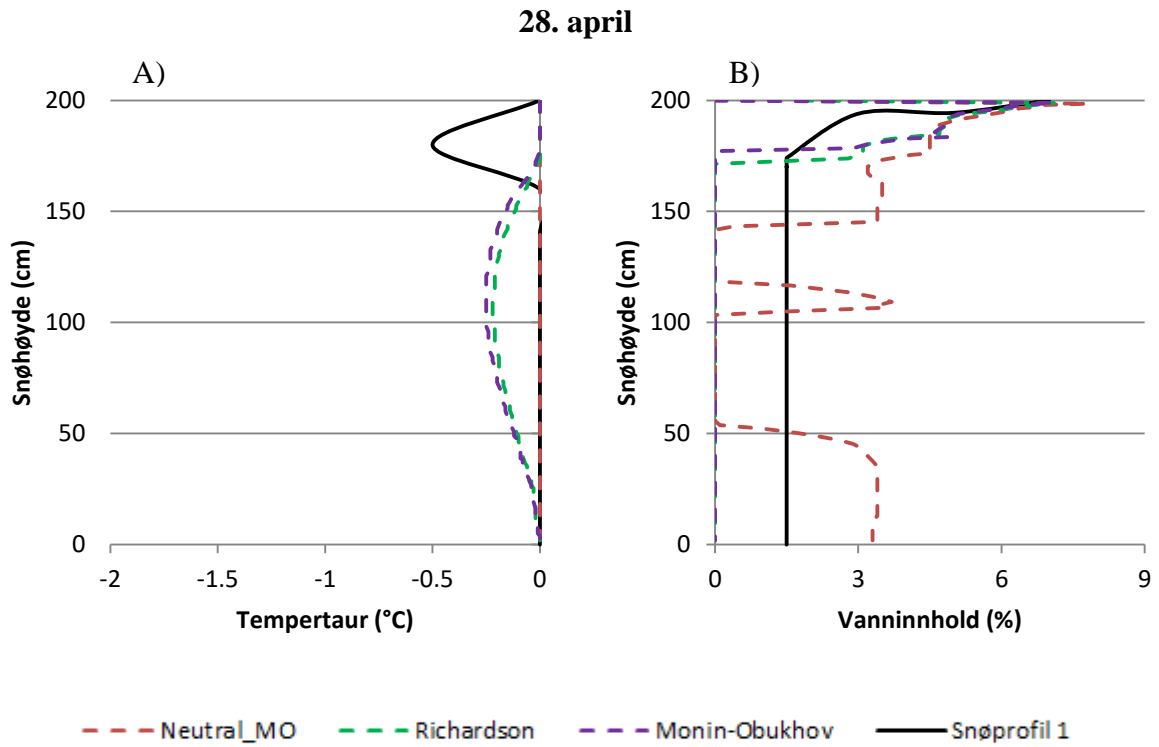 28. april
A)
B)
200
150
100
50
0
Snøhøyde (cm)
-2 -1.5 -1 -0.5 0
Tempertaur (°C)
200
150
100
50
0
Snøhøyde (cm)
0 3 6 9
Vanninnhold (%)
Neutral_MO Richardson Monin-Obukhov Snøprofil 1